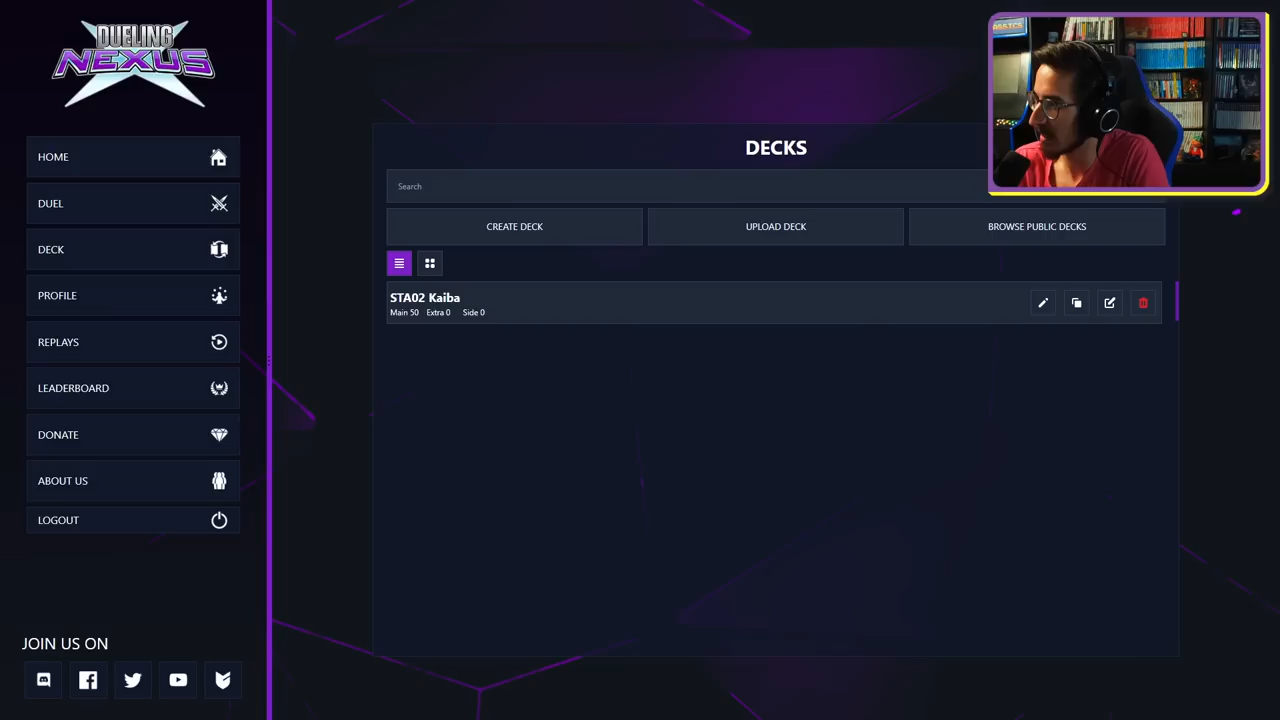 DUELING
NEXUS
HOME
DUEL
DECK
PROFILE
REPLAYS
LEADERBOARD
DONATE
ABOUT US
LOGOUT
JOIN US ON
DECKS
Search
CREATE DECK
UPLOAD DECK
BROWSE PUBLIC DECKS
STA02 Kaiba
Main 50 Extra 0 Side 0